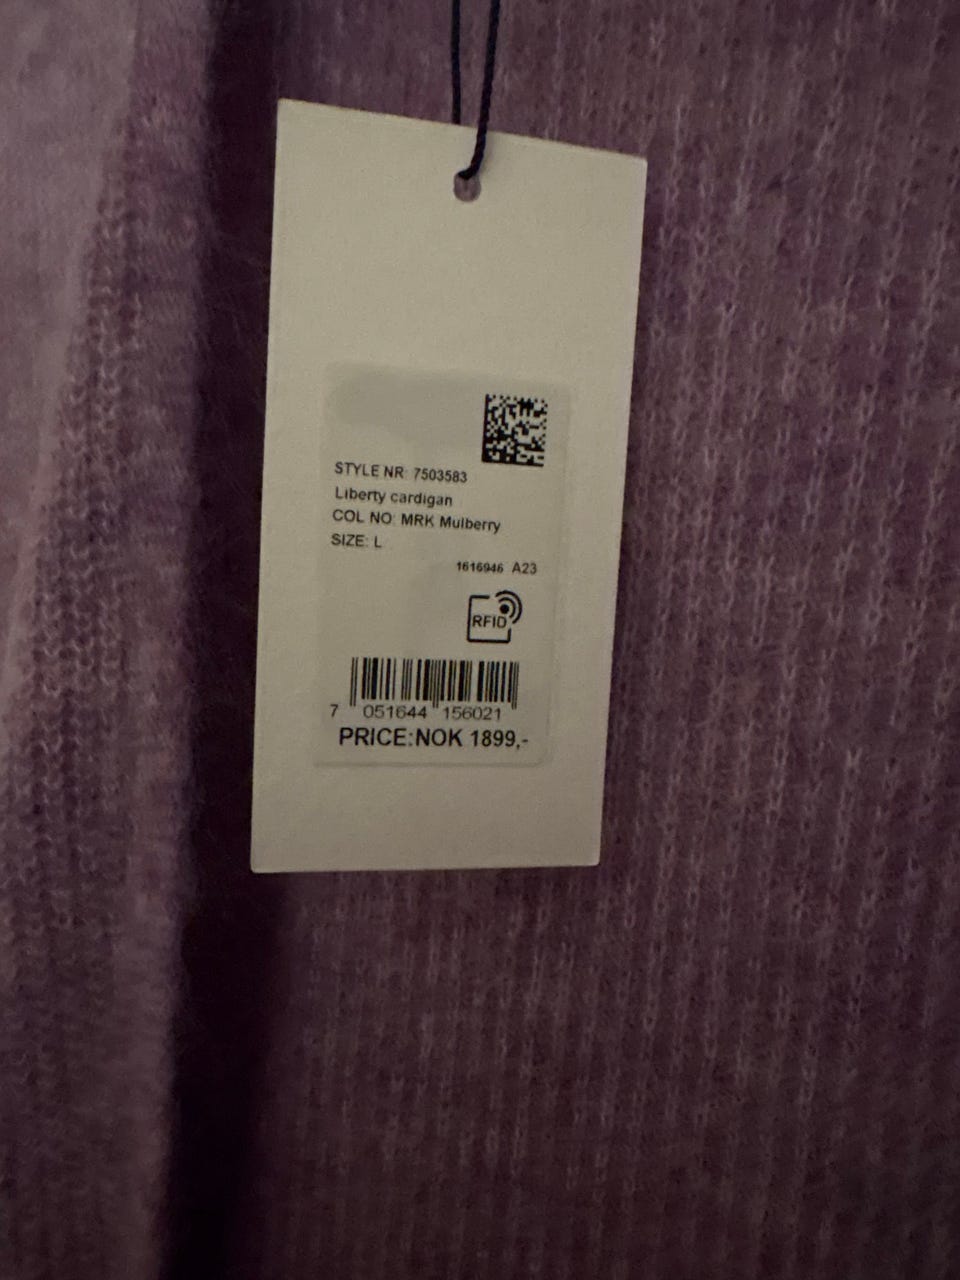 STYLE NR: 7503583
Liberty cardigan
COL NO: MRK Mulberry
SIZE: L
1616946 A23
RFID
7 051644 156021
PRICE:NOK 1899,-